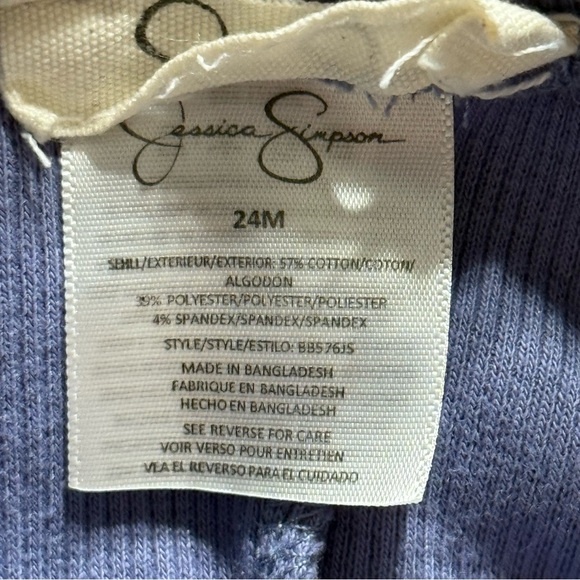 Jessica Simpson
24M
SEHLL/EXTERIEUR/EXTERIOR: 57% COTTON/COTON/
ALGODON
39% POLYESTER/POLYESTER/POLIESTER
4% SPANDEX/SPANDEX/SPANDEX
STYLE/STYLE/ESTILO: BB576JS
MADE IN BANGLADESH
FABRIQUE EN BANGLADESH
HECHO EN BANGLADESH
SEE REVERSE FOR CARE
VOIR VERSO POUR ENTRETIEN
VEA EL REVERSO PARA EL CUIDADO